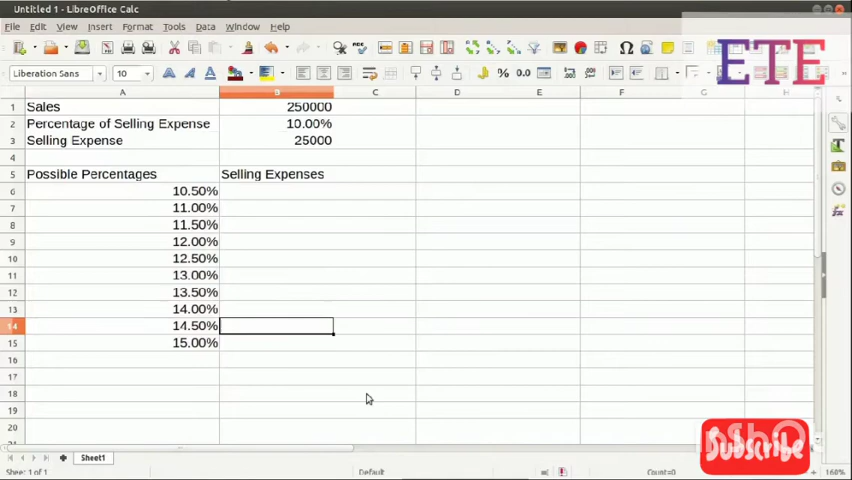 Untitled 1 - LibreOffice Calc
File Edit View Insert Format Tools Data Window Help
Liberation Sans 10
ETE
A B C D E F G H
1 Sales 250000
2 Percentage of Selling Expense 10.00%
3 Selling Expense 25000
4
5 Possible Percentages Selling Expenses
6 10.50%
7 11.00%
8 11.50%
9 12.00%
10 12.50%
11 13.00%
12 13.50%
13 14.00%
14 14.50%
15 15.00%
16
17
18
19
20
Subscribe
Sheet1
Sheet: 1 of 1 Default Count=0 160%